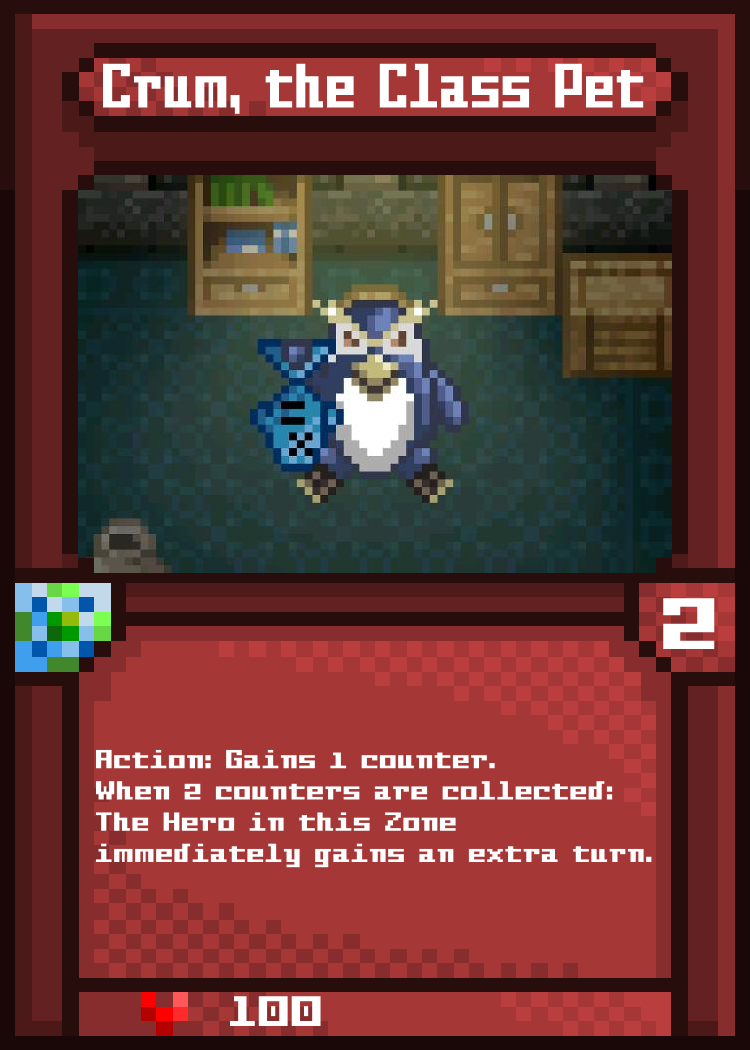 Crum, the Class Pet
2
Action: Gains 1 counter.
When 2 counters are collected:
The Hero in this Zone
immediately gains an extra turn.
100